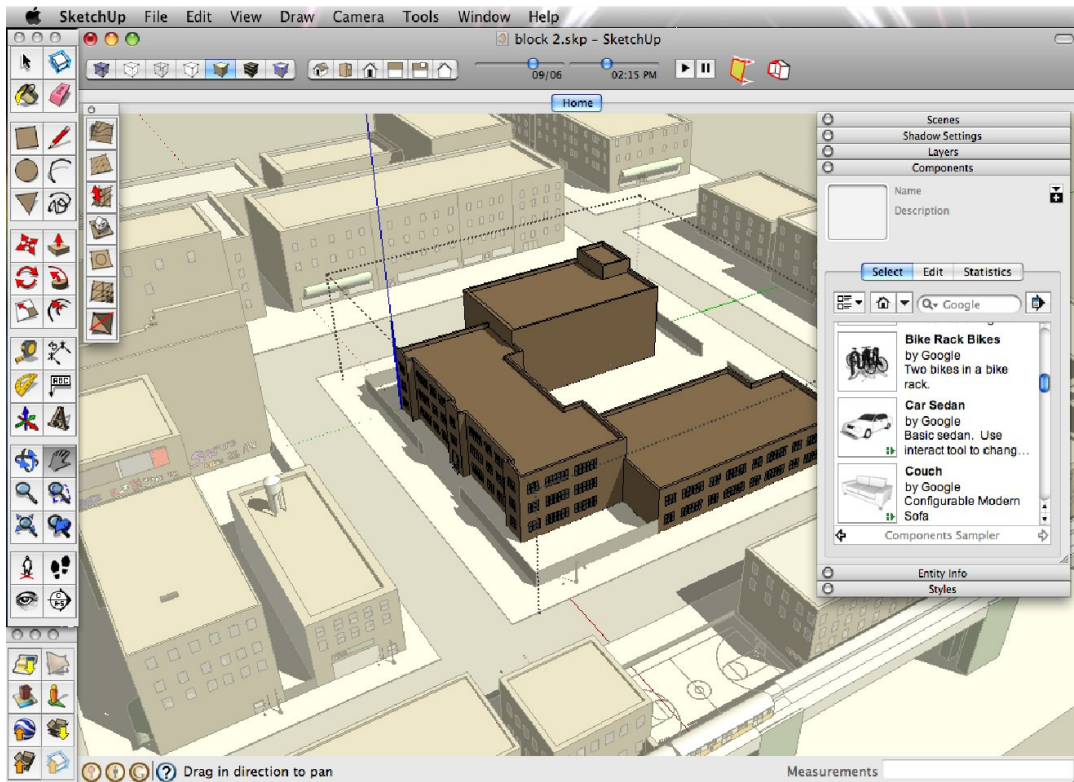 SketchUp File Edit View Draw Camera Tools Window Help
block 2.skp – SketchUp
09/06
02:15 PM
Home
Scenes
Shadow Settings
Layers
Components
Name
Description
Select Edit Statistics
Google
Bike Rack Bikes
by Google
Two bikes in a bike
rack.
Car Sedan
by Google
Basic sedan. Use
interact tool to chang...
Couch
by Google
Configurable Modern
Sofa
Components Sampler
Entity Info
Styles
ABC
A
Drag in direction to pan
Measurements